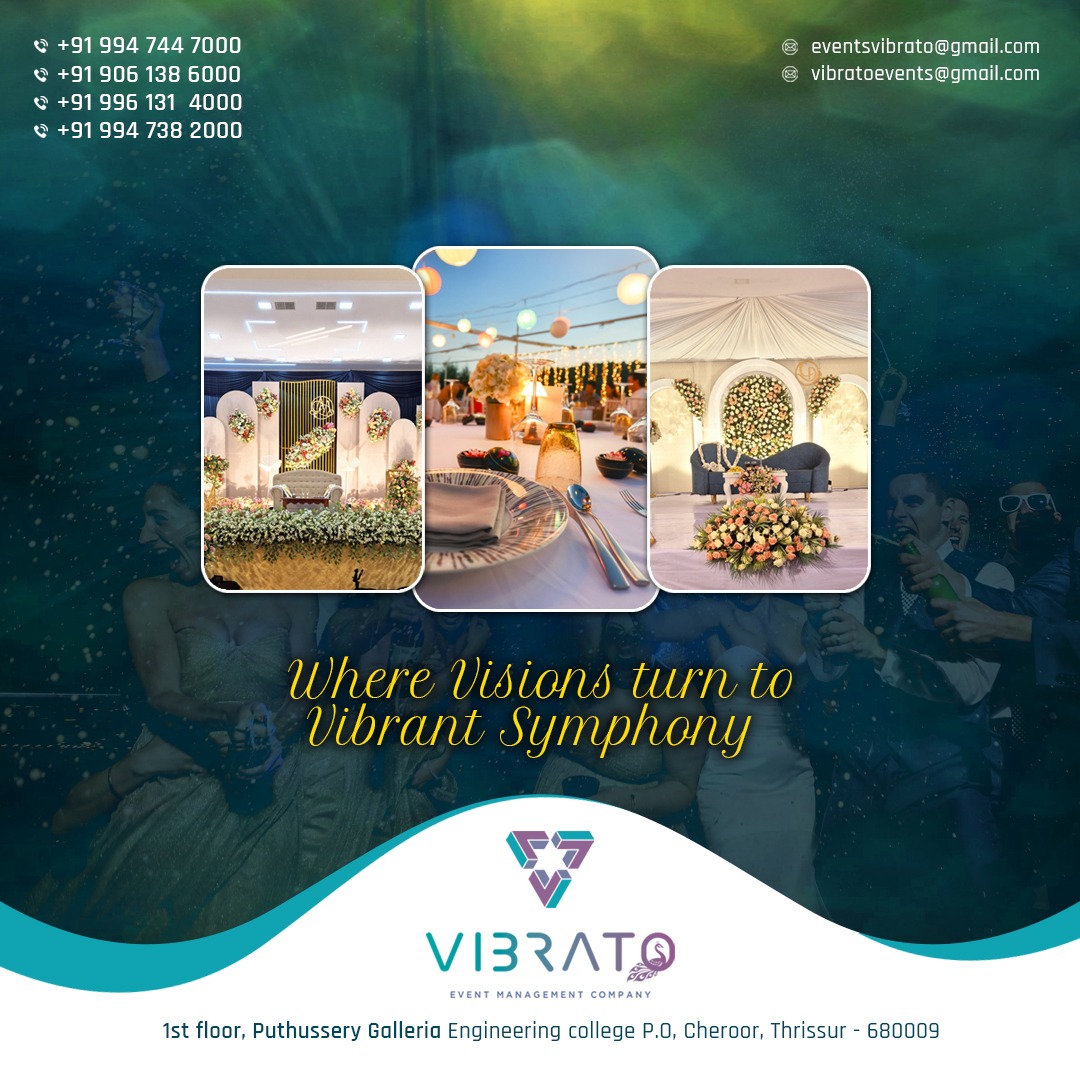 +91 994 744 7000
+91 906 138 6000
+91 996 131 4000
+91 994 738 2000
eventsvibrato@gmail.com
vibratoevents@gmail.com
Where Visions turn to
Vibrant Symphony
VIBRATO
EVENT MANAGEMENT COMPANY
1st floor, Puthussery Galleria Engineering college P.O, Cheroor, Thrissur - 680009